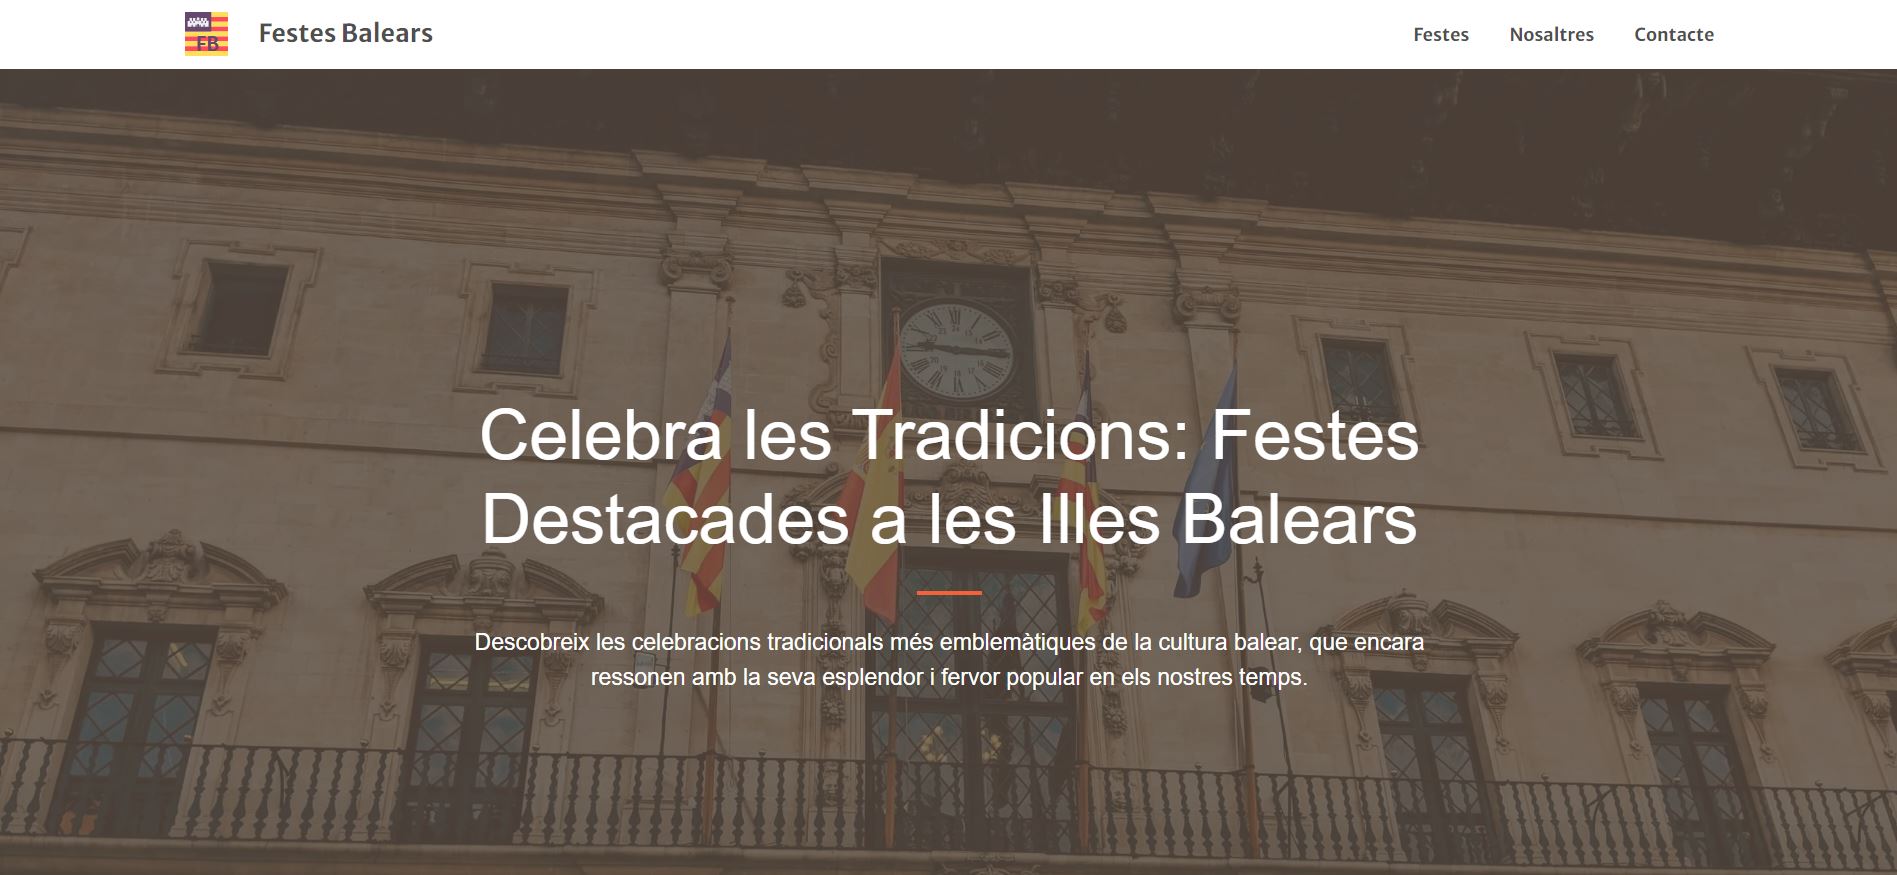 FB
Festes Balears
Festes
Nosaltres
Contacte
Celebra les Tradicions: Festes
Destacades a les Illes Balears
Descobreix les celebracions tradicionals més emblemàtiques de la cultura balear, que encara
ressonen amb la seva esplendor i fervor popular en els nostres temps.